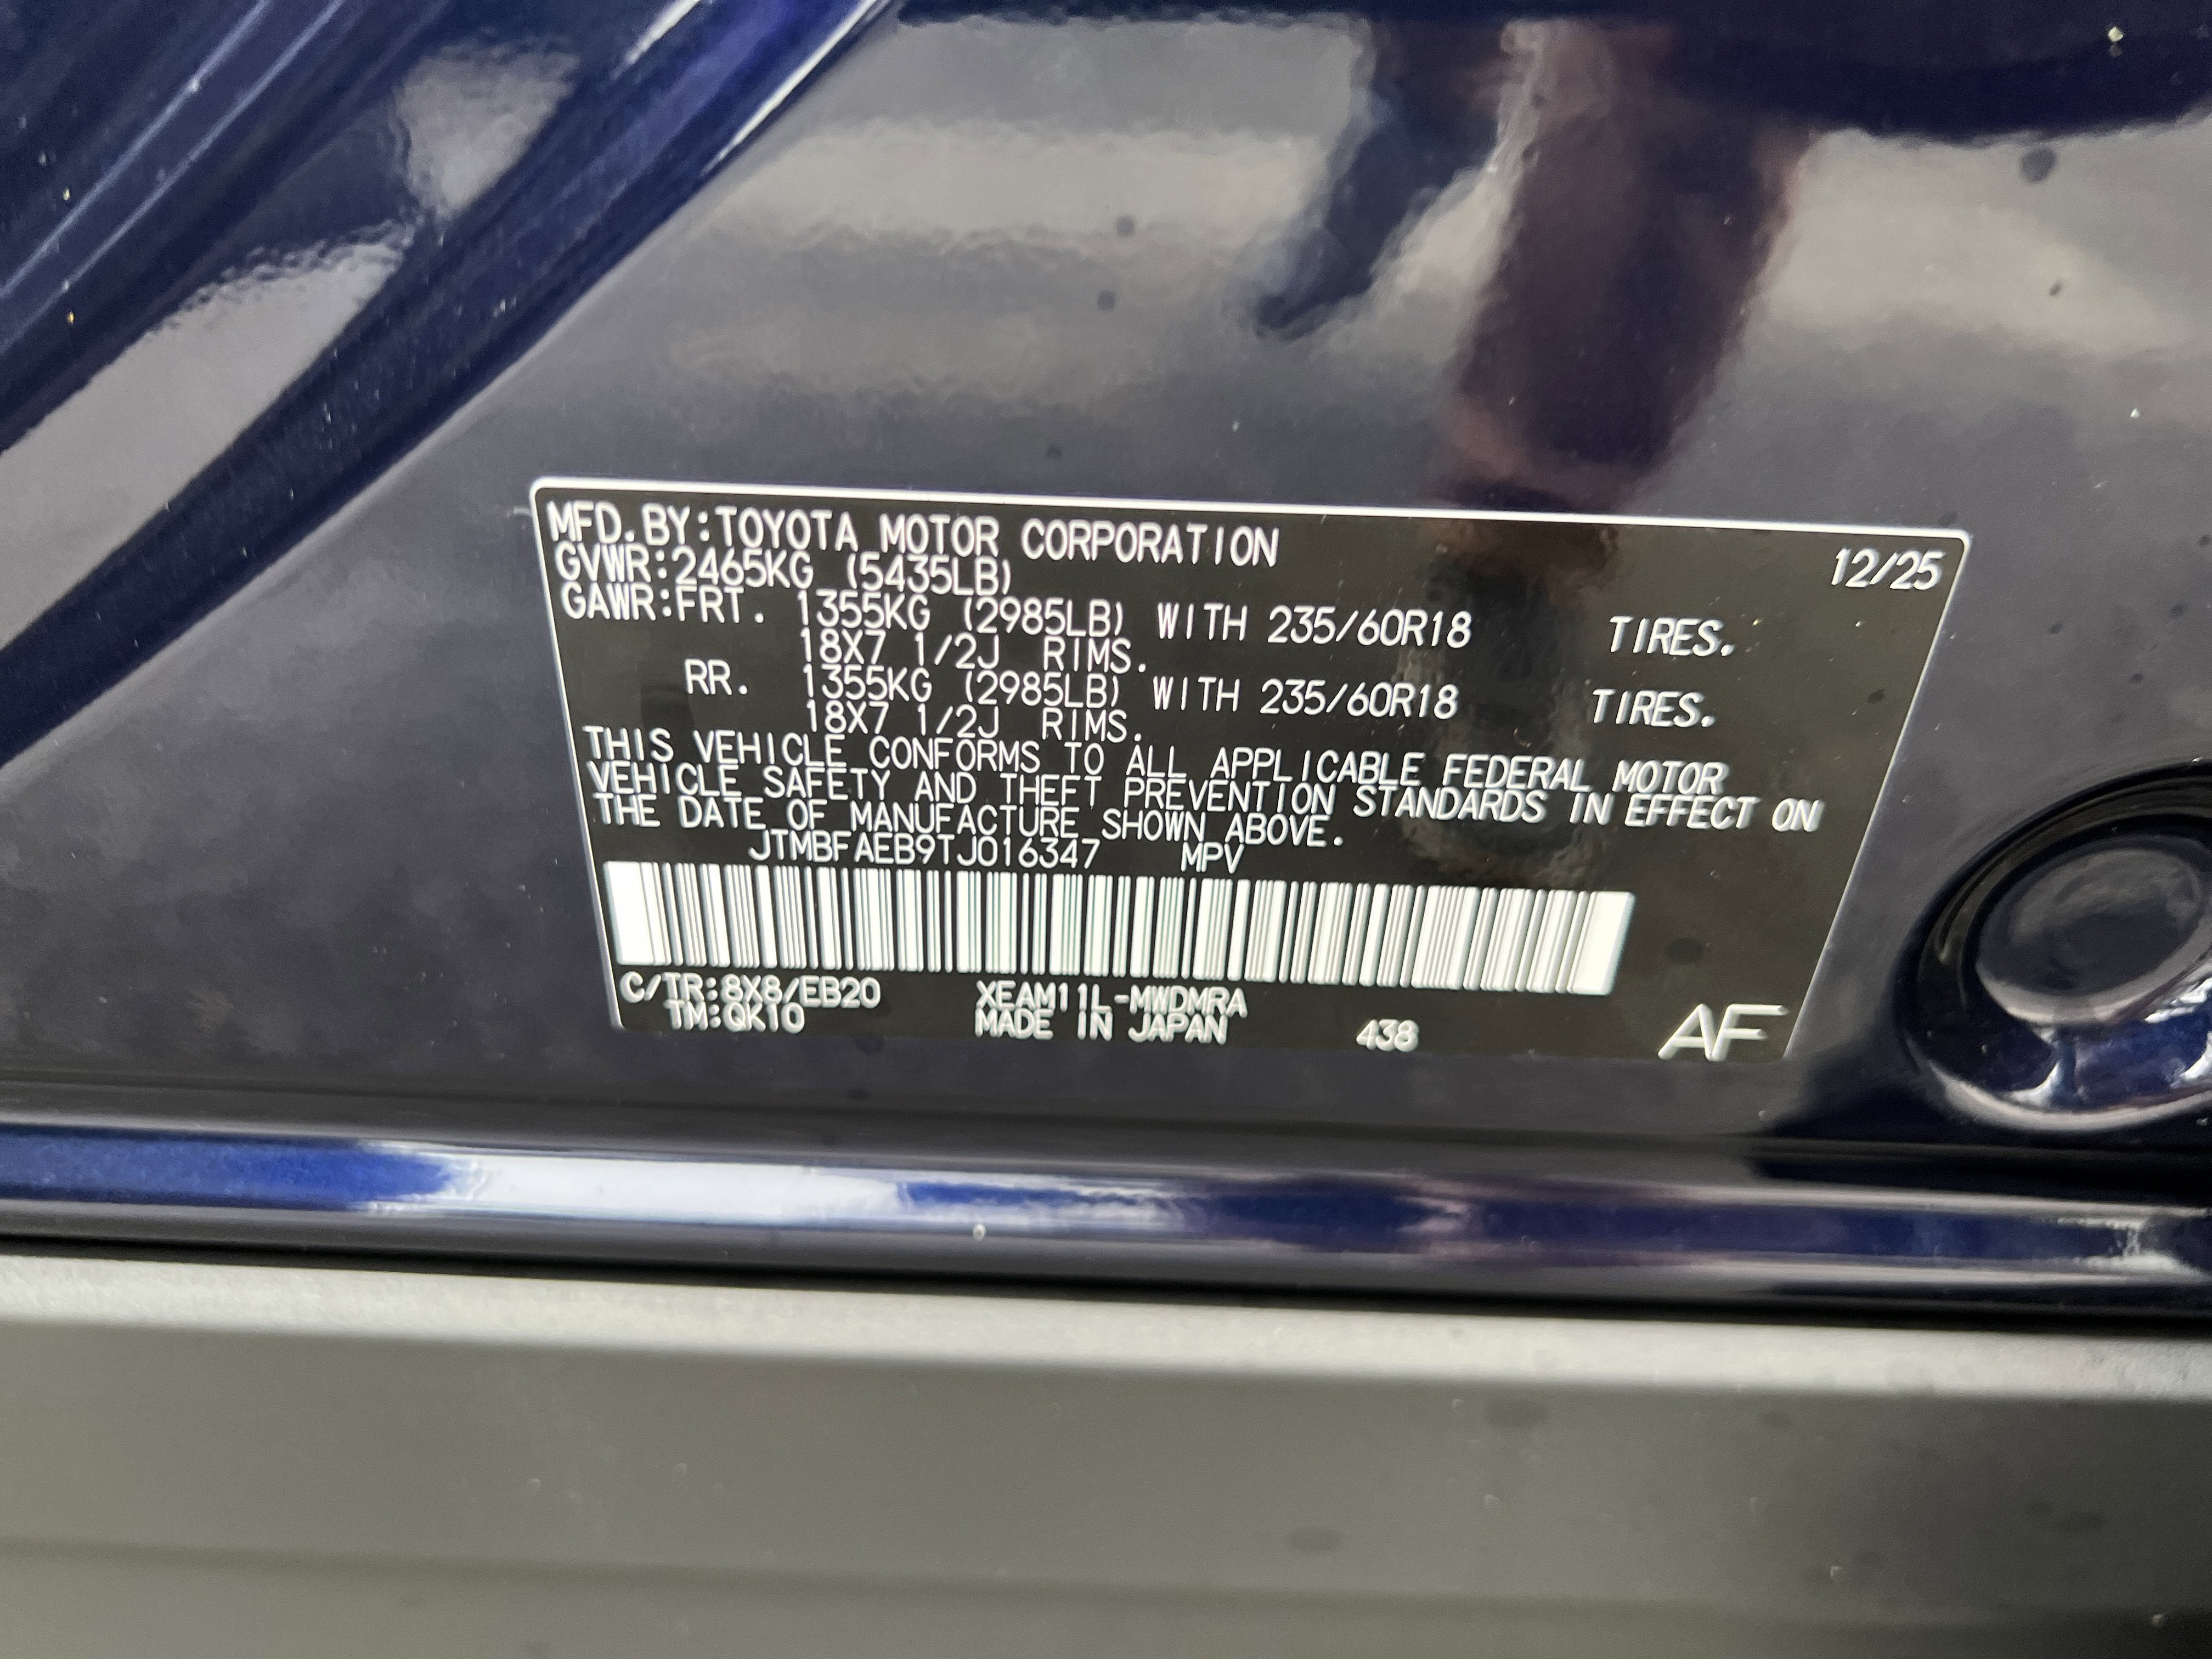 MFD.BY:TOYOTA MOTOR CORPORATION 12/25
GVWR:2465KG (5435LB)
GAWR:FRT. 1355KG (2985LB) WITH 235/60R18 TIRES.
18X7 1/2J RIMS.
RR. 1355KG (2985LB) WITH 235/60R18 TIRES.
18X7 1/2J RIMS.
THIS VEHICLE CONFORMS TO ALL APPLICABLE FEDERAL MOTOR
VEHICLE SAFETY AND THEFT PREVENTION STANDARDS IN EFFECT ON
THE DATE OF MANUFACTURE SHOWN ABOVE.
JTMBFAEB9TJ016347 MPV
C/TR:8X8/EB20 XEAM11L-MWDMRA
TM:QK10 MADE IN JAPAN 438 AF